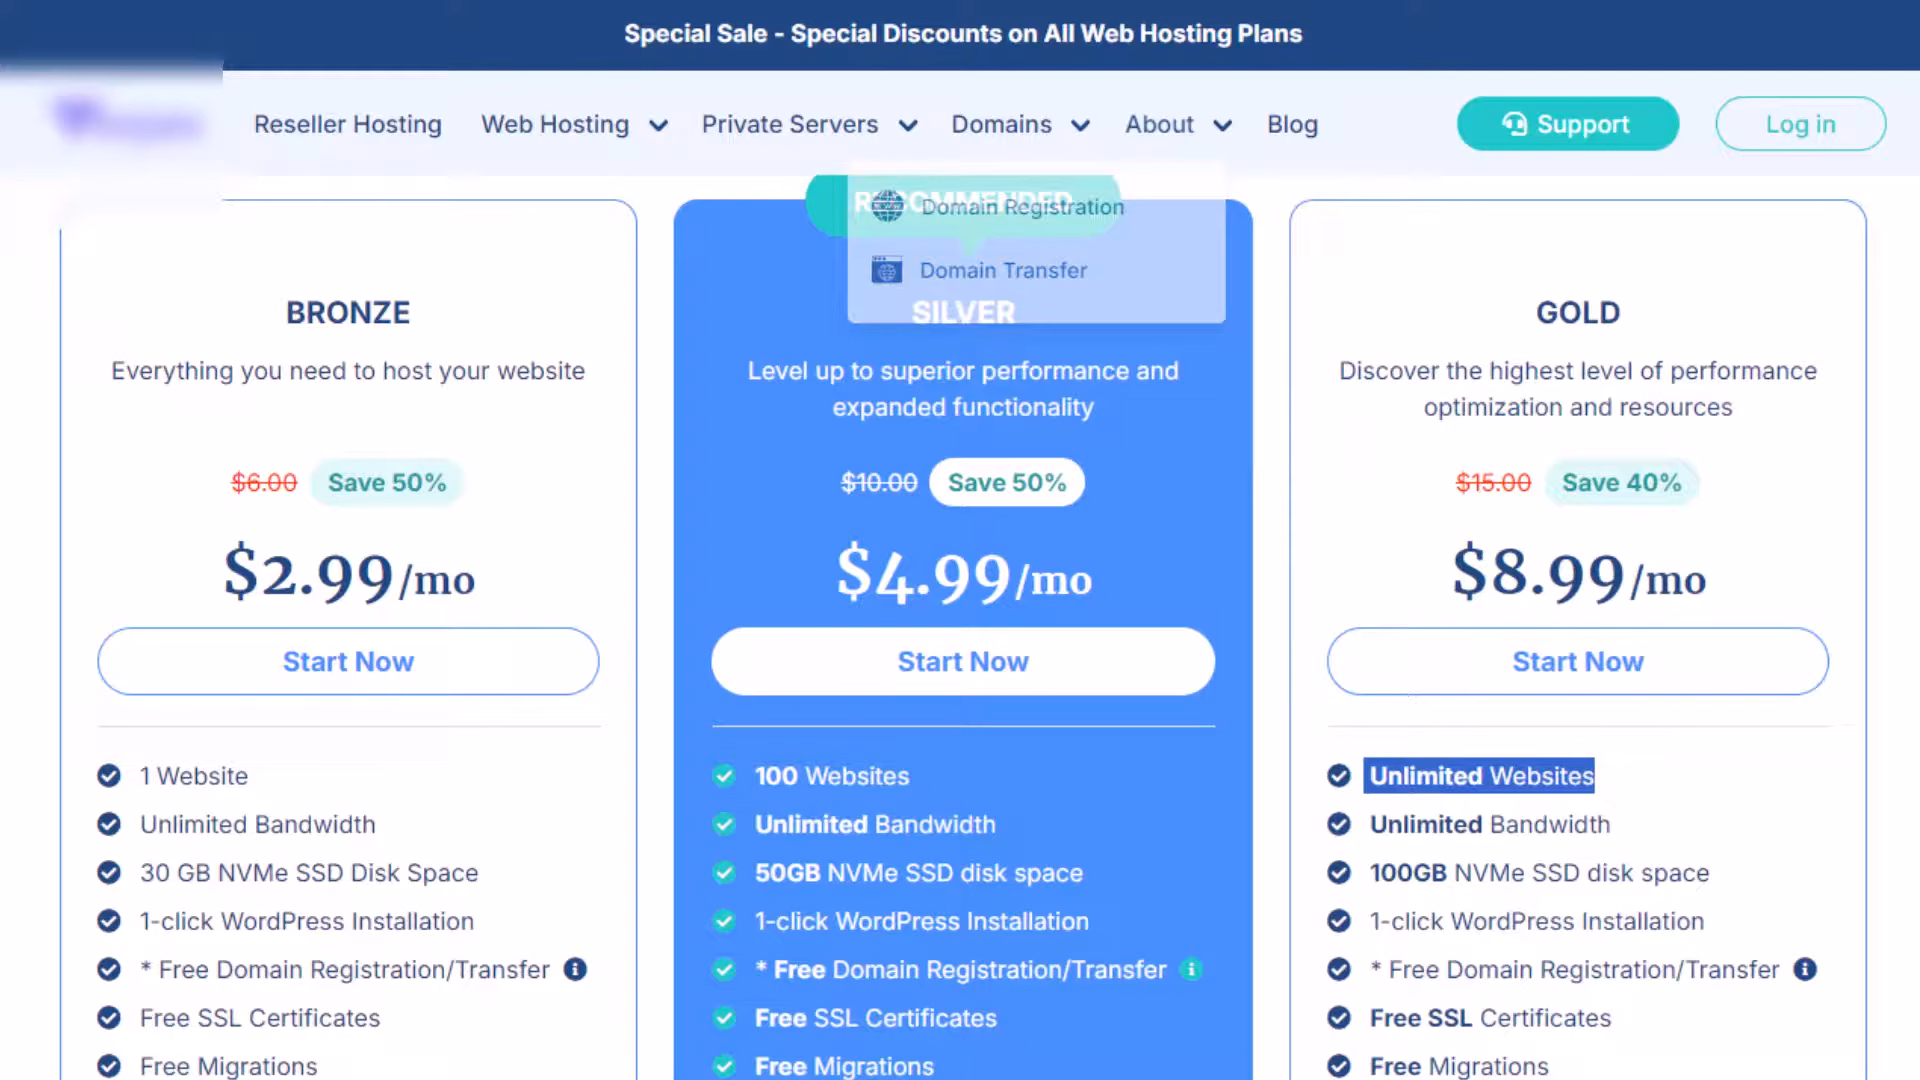 Special Sale - Special Discounts on All Web Hosting Plans
Reseller Hosting
Web Hosting
Private Servers
Domains
About
Blog
Support
Log in
RECOMMENDED
Domain Registration
Domain Transfer
BRONZE
Everything you need to host your website
$6.00
Save 50%
$2.99/mo
Start Now
1 Website
Unlimited Bandwidth
30 GB NVMe SSD Disk Space
1-click WordPress Installation
* Free Domain Registration/Transfer
Free SSL Certificates
Free Migrations
SILVER
Level up to superior performance and
expanded functionality
$10.00
Save 50%
$4.99/mo
Start Now
100 Websites
Unlimited Bandwidth
50GB NVMe SSD disk space
1-click WordPress Installation
* Free Domain Registration/Transfer
Free SSL Certificates
Free Migrations
GOLD
Discover the highest level of performance
optimization and resources
$15.00
Save 40%
$8.99/mo
Start Now
Unlimited Websites
Unlimited Bandwidth
100GB NVMe SSD disk space
1-click WordPress Installation
* Free Domain Registration/Transfer
Free SSL Certificates
Free Migrations